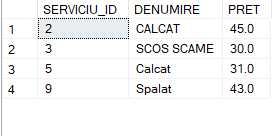 SERVICIU_ID DENUMIRE PRET
1 2 CALCAT 45.0
2 3 SCOS SCAME 30.0
3 5 Calcat 31.0
4 9 Spalat 43.0